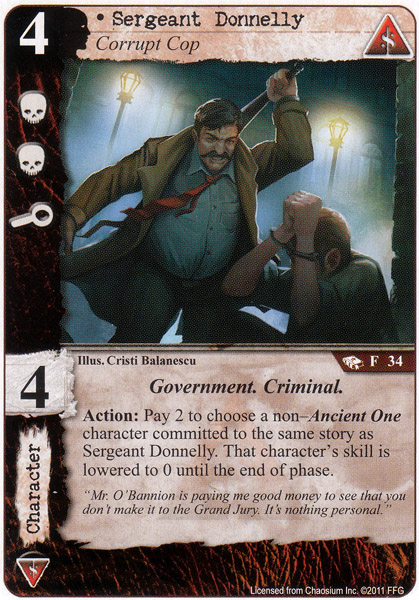 4
• Sergeant Donnelly
Corrupt Cop
Illus. Cristi Balanescu
F 34
4
Government. Criminal.
Action: Pay 2 to choose a non–Ancient One
character committed to the same story as
Sergeant Donnelly. That character's skill is
lowered to 0 until the end of phase.
"Mr. O'Bannion is paying me good money to see that you
don't make it to the Grand Jury. It's nothing personal."
Character
Licensed from Chaosium Inc. ©2011 FFG